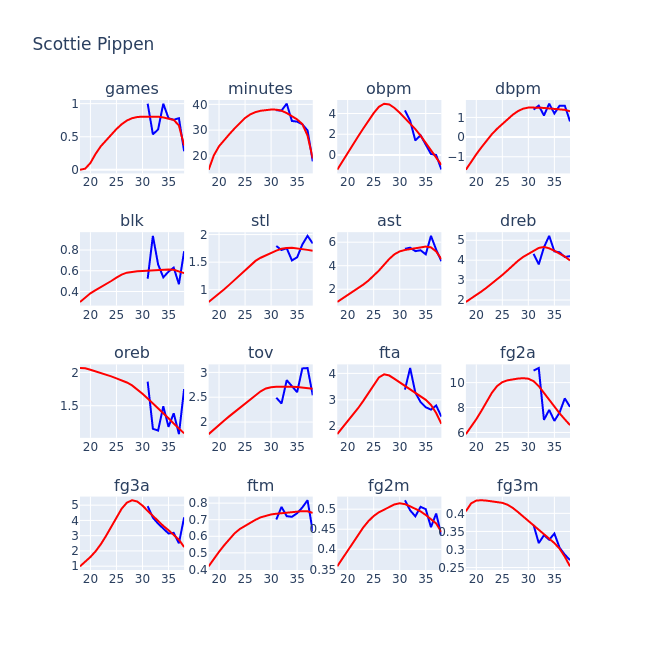 Scottie Pippen
games minutes obpm dbpm
1 0.5 0 20 25 30 35
40 30 20 20 25 30 35
4 2 0 20 25 30 35
1 0 −1 20 25 30 35
blk stl ast dreb
0.8 0.6 0.4 20 25 30 35
2 1.5 1 20 25 30 35
6 4 2 20 25 30 35
5 4 3 2 20 25 30 35
oreb tov fta fg2a
2 1.5 20 25 30 35
3 2.5 2 20 25 30 35
4 3 2 20 25 30 35
10 8 6 20 25 30 35
fg3a ftm fg2m fg3m
5 4 3 2 1 20 25 30 35
0.8 0.7 0.6 0.5 0.4 20 25 30 35
0.5 0.45 0.4 0.35 20 25 30 35
0.4 0.35 0.3 0.25 20 25 30 35